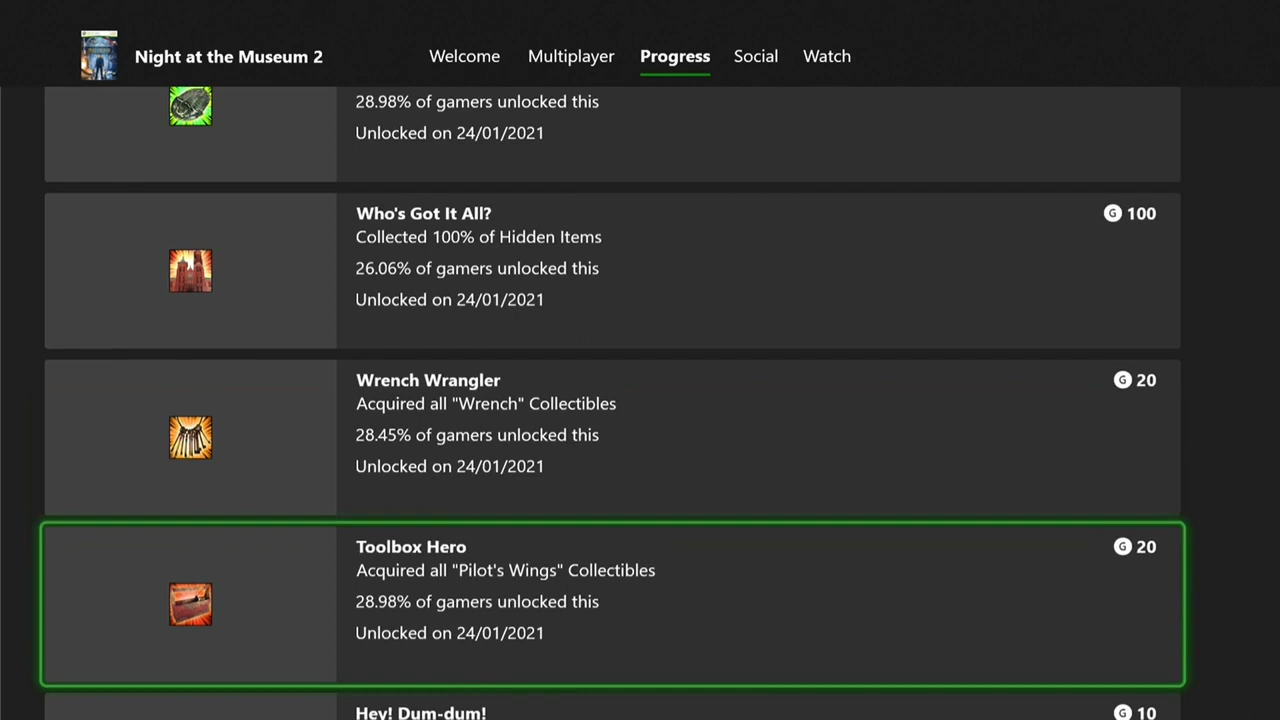 Night at the Museum 2
Welcome
Multiplayer
Progress
Social
Watch
28.98% of gamers unlocked this
Unlocked on 24/01/2021
Who's Got It All?
G 100
Collected 100% of Hidden Items
26.06% of gamers unlocked this
Unlocked on 24/01/2021
Wrench Wrangler
G 20
Acquired all "Wrench" Collectibles
28.45% of gamers unlocked this
Unlocked on 24/01/2021
Toolbox Hero
G 20
Acquired all "Pilot's Wings" Collectibles
28.98% of gamers unlocked this
Unlocked on 24/01/2021
Hey! Dum-dum!
G 10